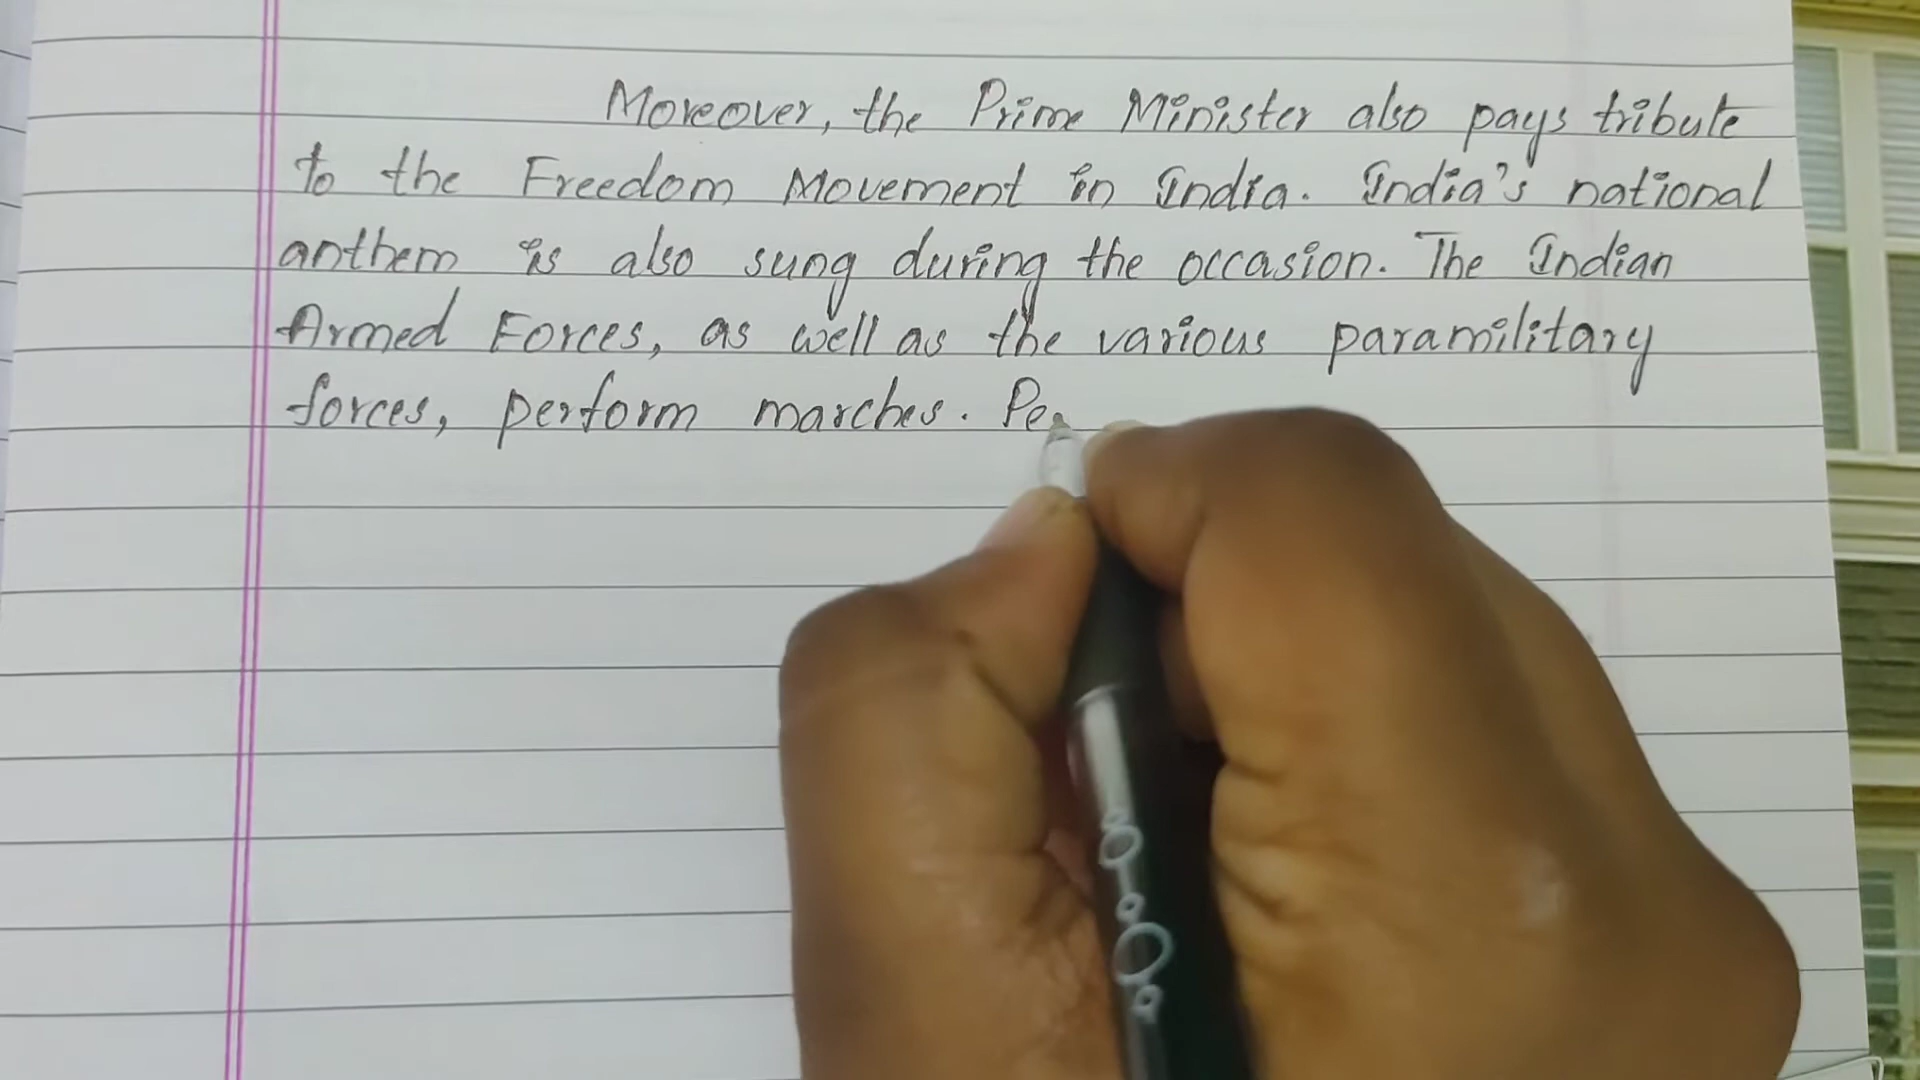 Moreover, the Prime Minister also pays tribute
to the Freedom Movement in India. India's national
anthem is also sung during the occasion. The Indian
Armed Forces, as well as the various paramilitary
forces, perform marches.